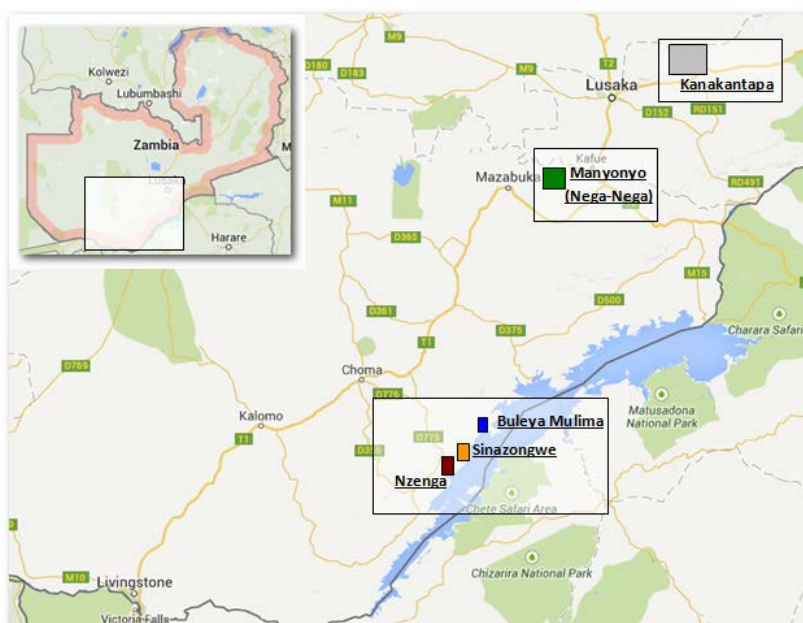 Kolwezi
Lubumbashi
Zambia
Lusaka
Harare
M
M9
D180
D183
T2
M9
Lusaka
Kanakantapa
D152
RD151
Kafue
Manyonyo
(Nega-Nega)
Mazabuka
RD491
M11
D365
M15
D500
Charara Safari
D361
D375
T1
Choma
D776
D769
Matusadona
National Park
Kalomo
Buleya Mulima
D775
T1
D350
Sinazongwe
Nzenga
Chete Safari Area
M10
Livingstone
Chizarira National Park
Victoria Falls